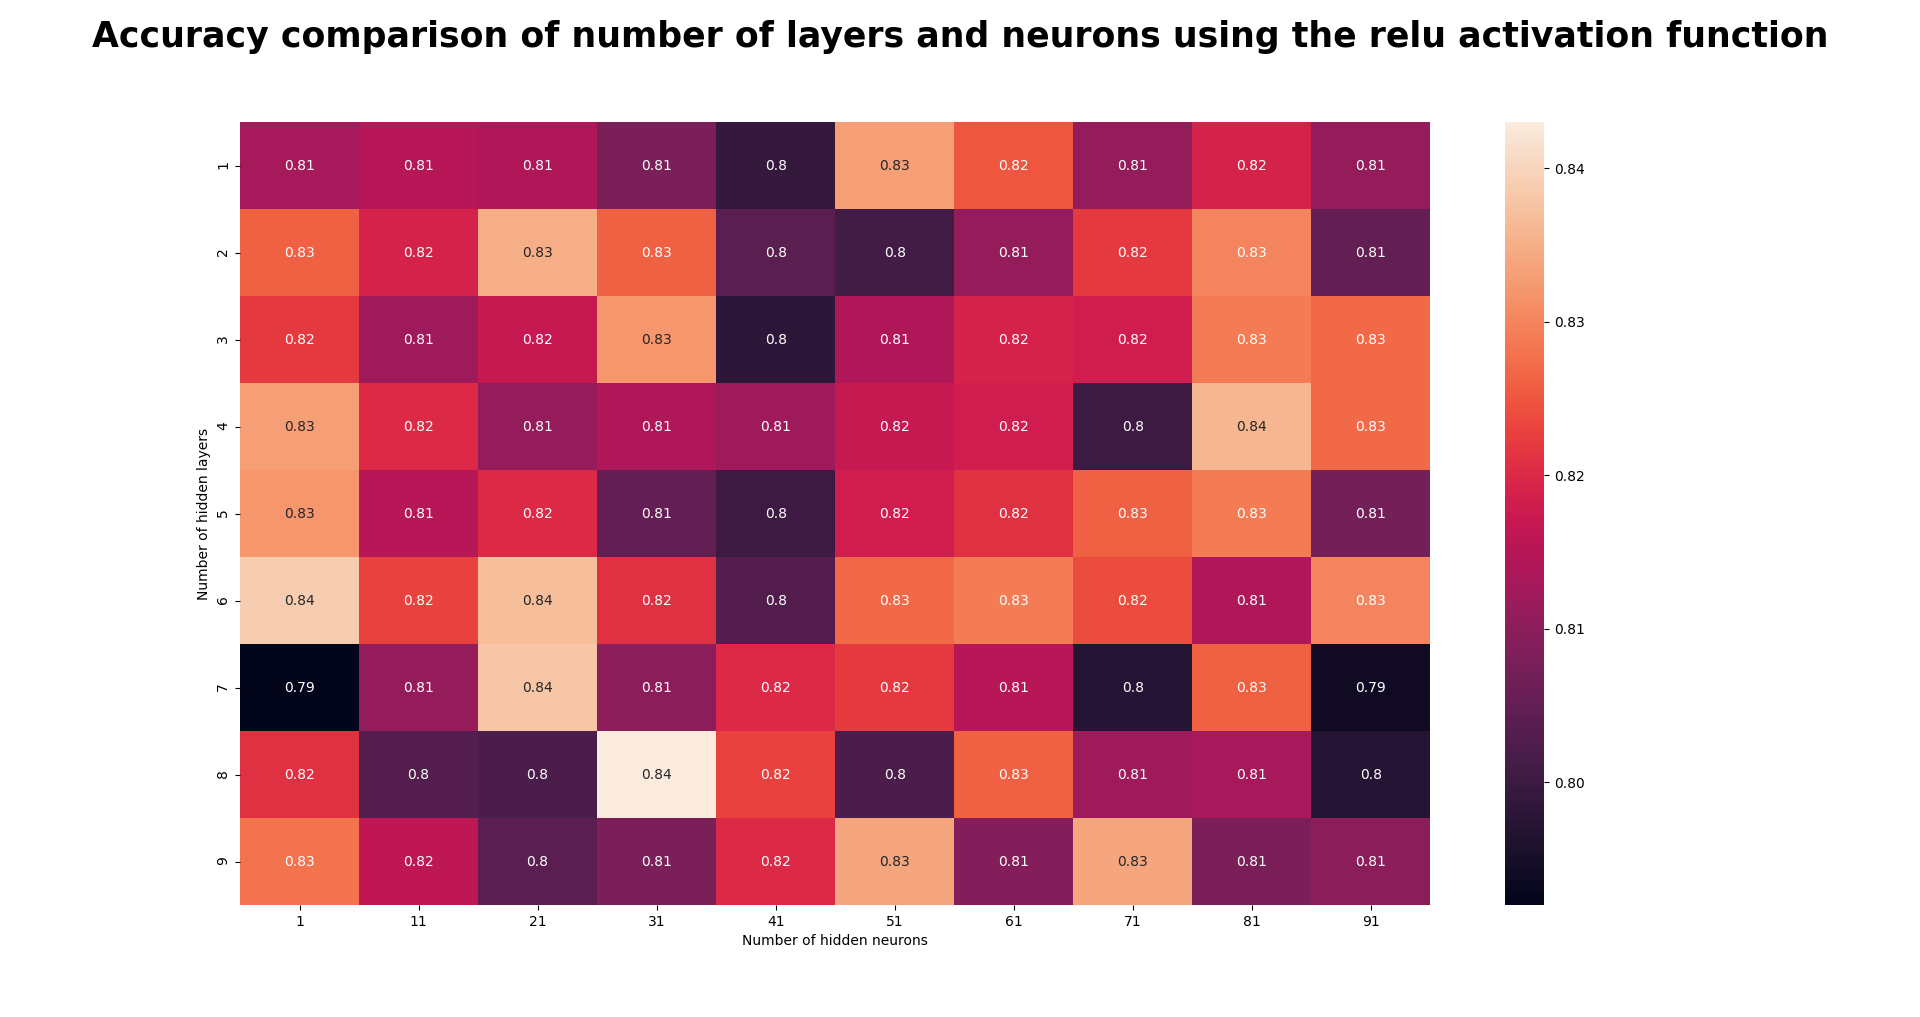 Accuracy comparison of number of layers and neurons using the relu activation function
1 0.81 0.81 0.81 0.81 0.8 0.83 0.82 0.81 0.82 0.81
2 0.83 0.82 0.83 0.83 0.8 0.8 0.81 0.82 0.83 0.81
3 0.82 0.81 0.82 0.83 0.8 0.81 0.82 0.82 0.83 0.83
4 0.83 0.82 0.81 0.81 0.81 0.82 0.82 0.8 0.84 0.83
5 0.83 0.81 0.82 0.81 0.8 0.82 0.82 0.83 0.83 0.81
6 0.84 0.82 0.84 0.82 0.8 0.83 0.83 0.82 0.81 0.83
7 0.79 0.81 0.84 0.81 0.82 0.82 0.81 0.8 0.83 0.79
8 0.82 0.8 0.8 0.84 0.82 0.8 0.83 0.81 0.81 0.8
9 0.83 0.82 0.8 0.81 0.82 0.83 0.81 0.83 0.81 0.81
1 11 21 31 41 51 61 71 81 91
Number of hidden neurons
Number of hidden layers
0.84
0.83
0.82
0.81
0.80